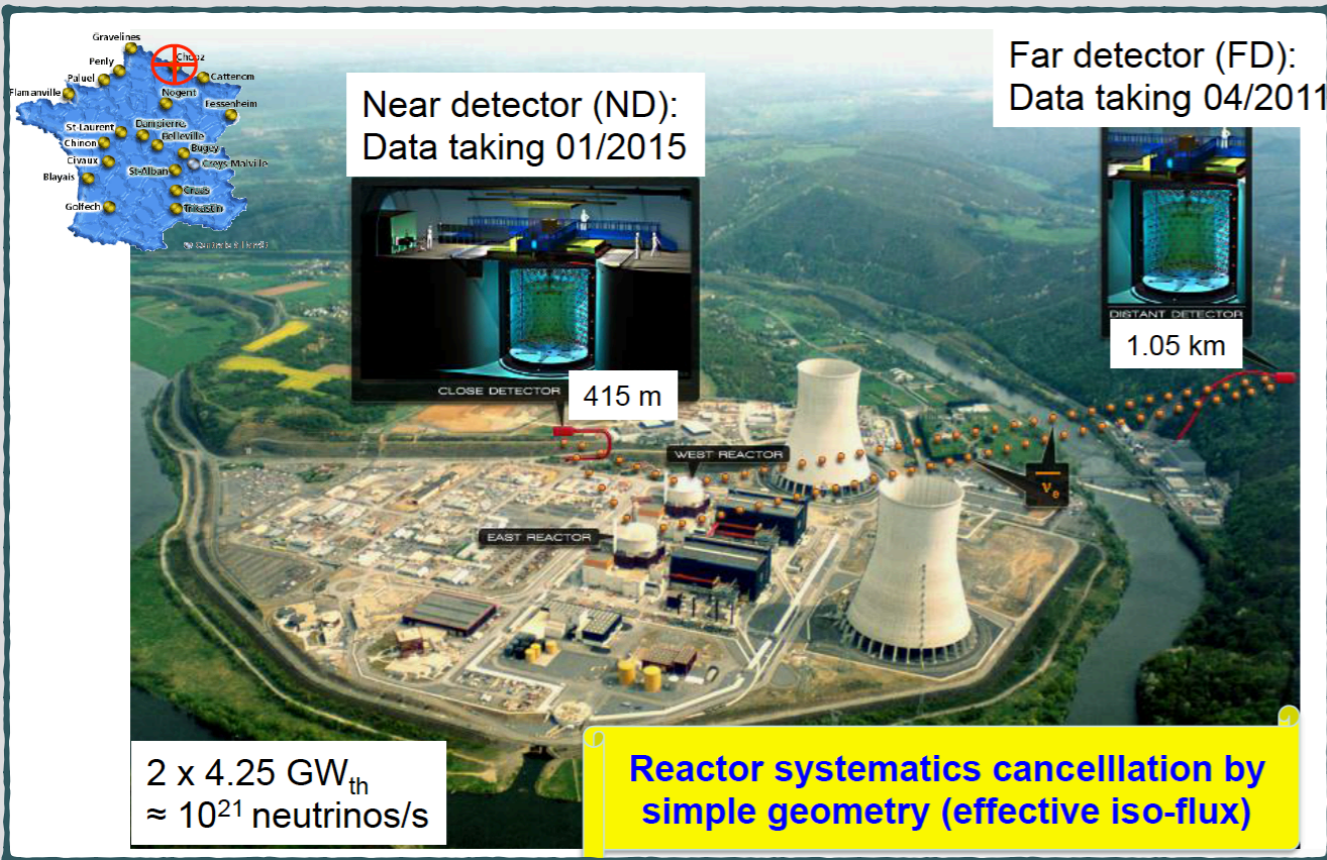 Gravelines
Chooz
Penly
Cattenom
Paluel
Flamanville
Nogent
Fessenheim
St-Laurent
Dampierre
Belleville
Chinon
Bugey
Civaux
Creys-Malville
St-Alban
Blayais
Cruas
Golfech
Tricastin
Near detector (ND):
Data taking 01/2015
Far detector (FD):
Data taking 04/2011
DISTANT DETECTOR
1.05 km
CLOSE DETECTOR
415 m
WEST REACTOR
ν̅e
EAST REACTOR
2 x 4.25 GWth
≈ 10²¹ neutrinos/s
Reactor systematics cancelllation by
simple geometry (effective iso-flux)